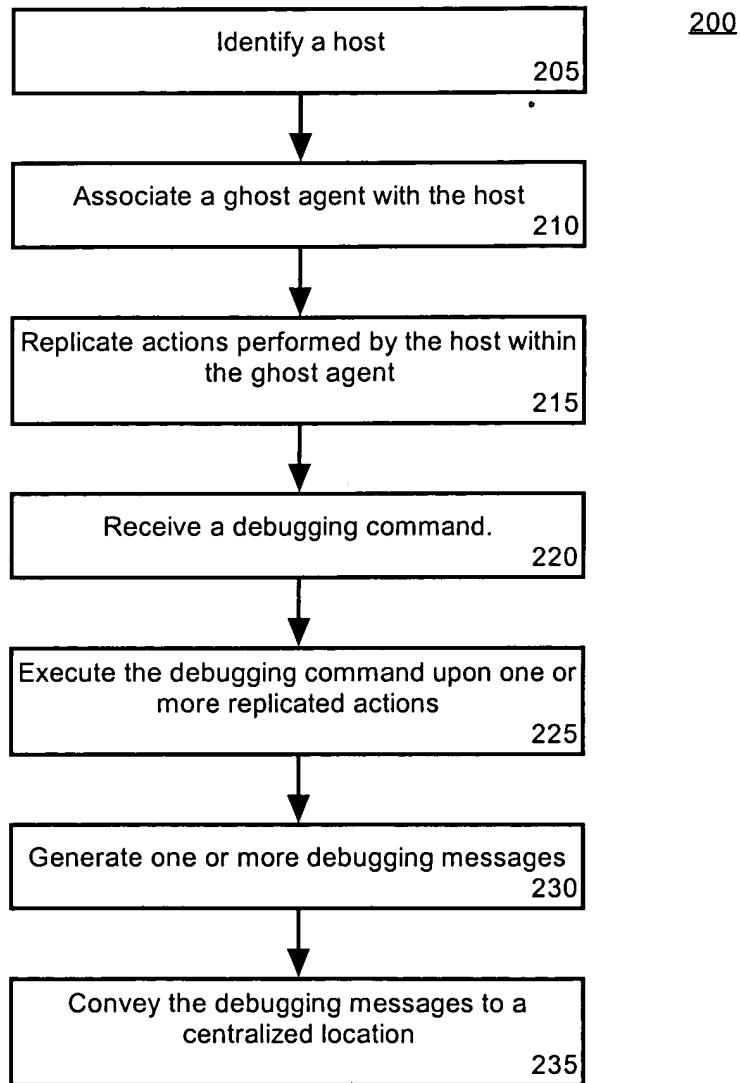 200
Identify a host
205
Associate a ghost agent with the host
210
Replicate actions performed by the host within
the ghost agent
215
Receive a debugging command.
220
Execute the debugging command upon one or
more replicated actions
225
Generate one or more debugging messages
230
Convey the debugging messages to a
centralized location
235